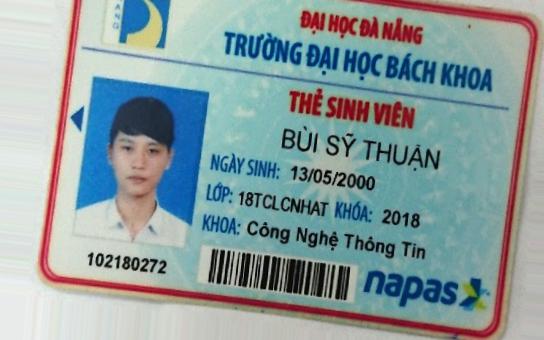 ANG
ĐẠI HỌC ĐÀ NẴNG
TRƯỜNG ĐẠI HỌC BÁCH KHOA
THẺ SINH VIÊN
BÙI SỸ THUẬN
NGÀY SINH: 13/05/2000
LỚP: 18TCLCNHAT KHÓA: 2018
KHOA: Công Nghệ Thông Tin
102180272
napas